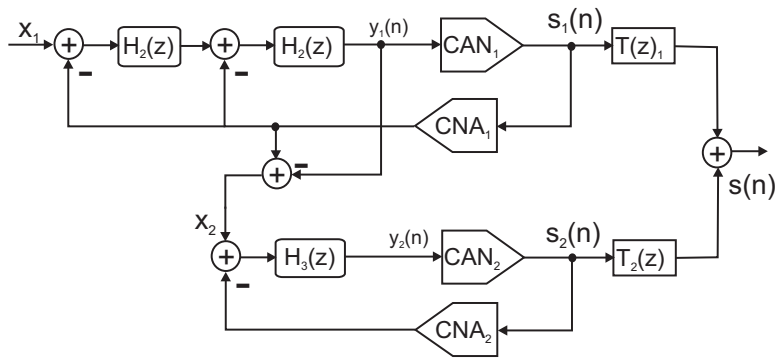 x₁
H₂(z)
H₂(z)
y₁(n)
CAN₁
s₁(n)
T(z)₁
CNA₁
s(n)
x₂
H₃(z)
y₂(n)
CAN₂
s₂(n)
T₂(z)
CNA₂